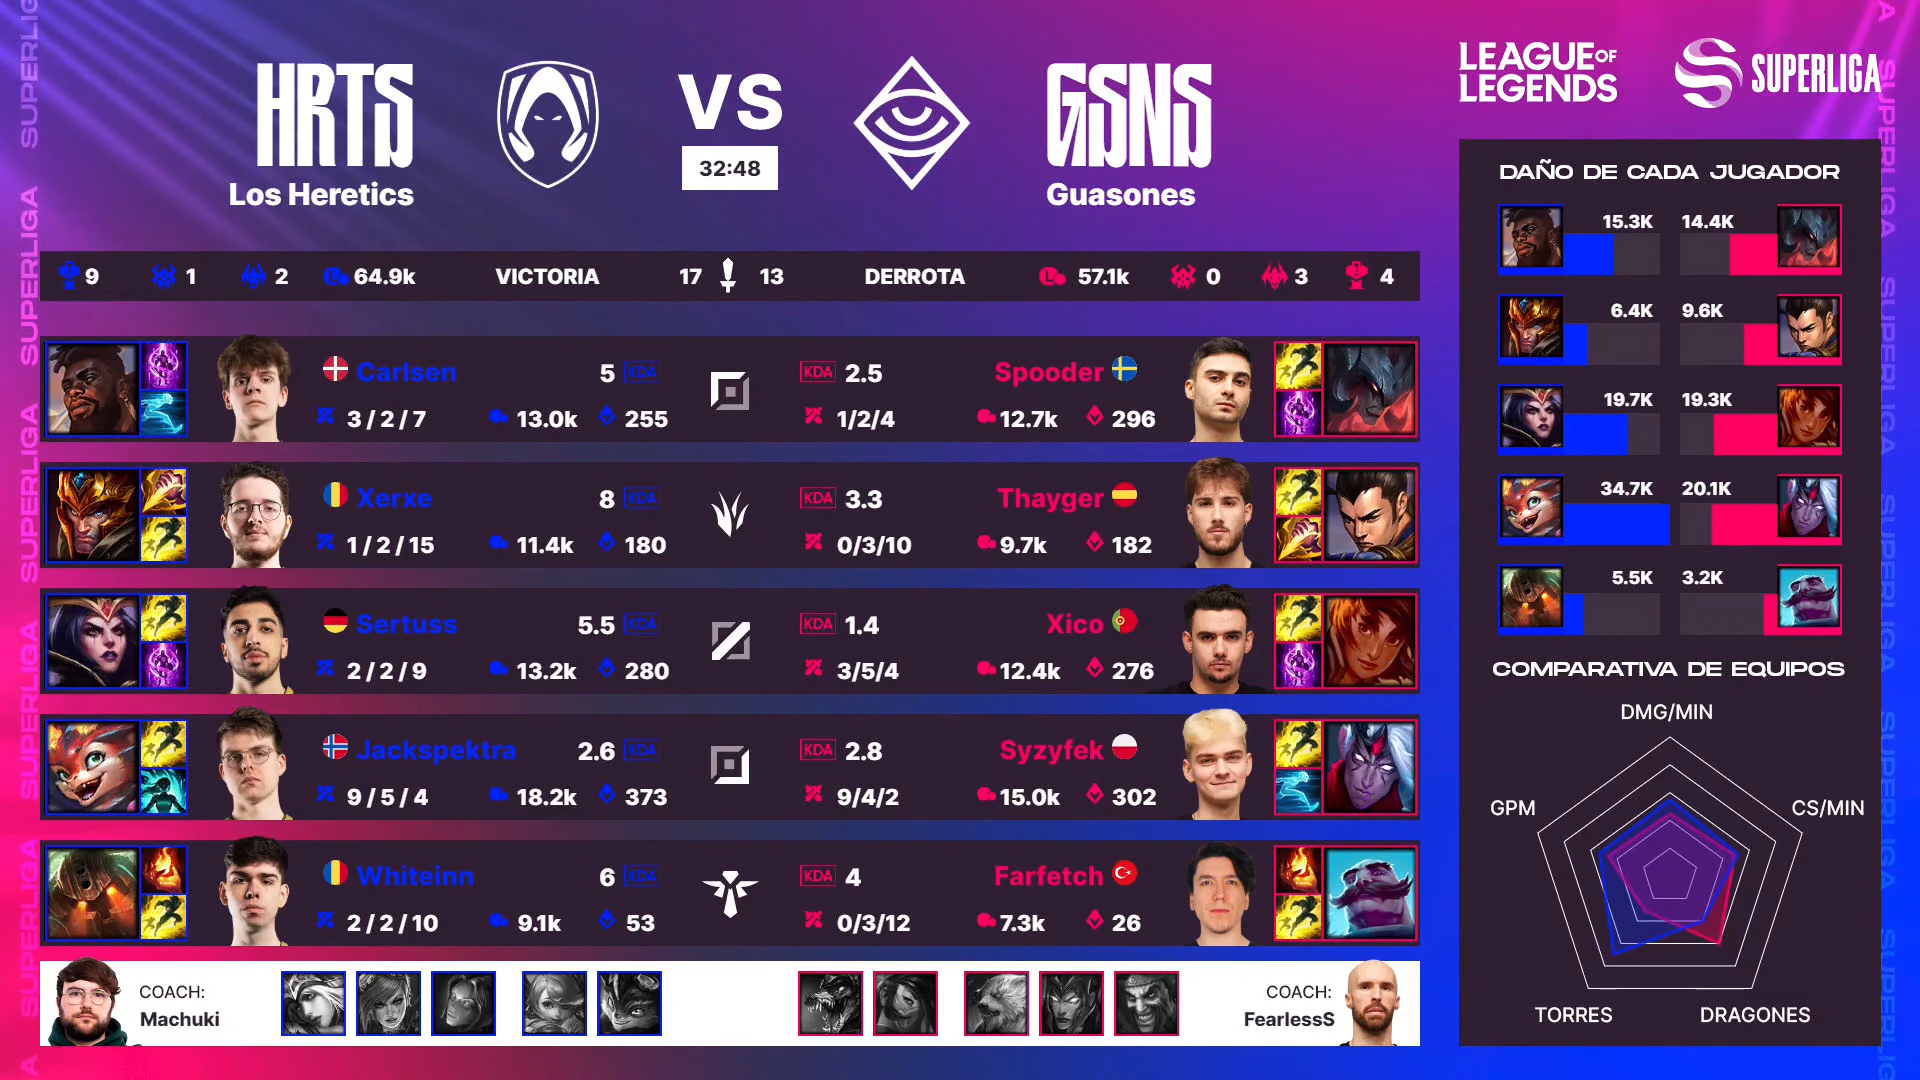 HRTS
Los Heretics
VS
32:48
GSNS
Guasones
LEAGUE OF LEGENDS
SUPERLIGA
9 1 2 64.9k VICTORIA 17 13 DERROTA 57.1k 0 3 4
Carlsen 5 KDA
3 / 2 / 7 13.0k 255
KDA 2.5 Spooder
1/2/4 12.7k 296
Xerxe 8 KDA
1 / 2 / 15 11.4k 180
KDA 3.3 Thayger
0/3/10 9.7k 182
Sertuss 5.5 KDA
2 / 2 / 9 13.2k 280
KDA 1.4 Xico
3/5/4 12.4k 276
Jackspektra 2.6 KDA
9 / 5 / 4 18.2k 373
KDA 2.8 Syzyfek
9/4/2 15.0k 302
Whiteinn 6 KDA
2 / 2 / 10 9.1k 53
KDA 4 Farfetch
0/3/12 7.3k 26
COACH:
Machuki
COACH:
FearlessS
DAÑO DE CADA JUGADOR
15.3K 14.4K
6.4K 9.6K
19.7K 19.3K
34.7K 20.1K
5.5K 3.2K
COMPARATIVA DE EQUIPOS
DMG/MIN
GPM CS/MIN
TORRES DRAGONES
SUPERLIGA SUPERLIGA SUPERLIGA SUPERLIGA
SUPERLIGA SUPERLIGA SUPERLIGA SUPERLIGA